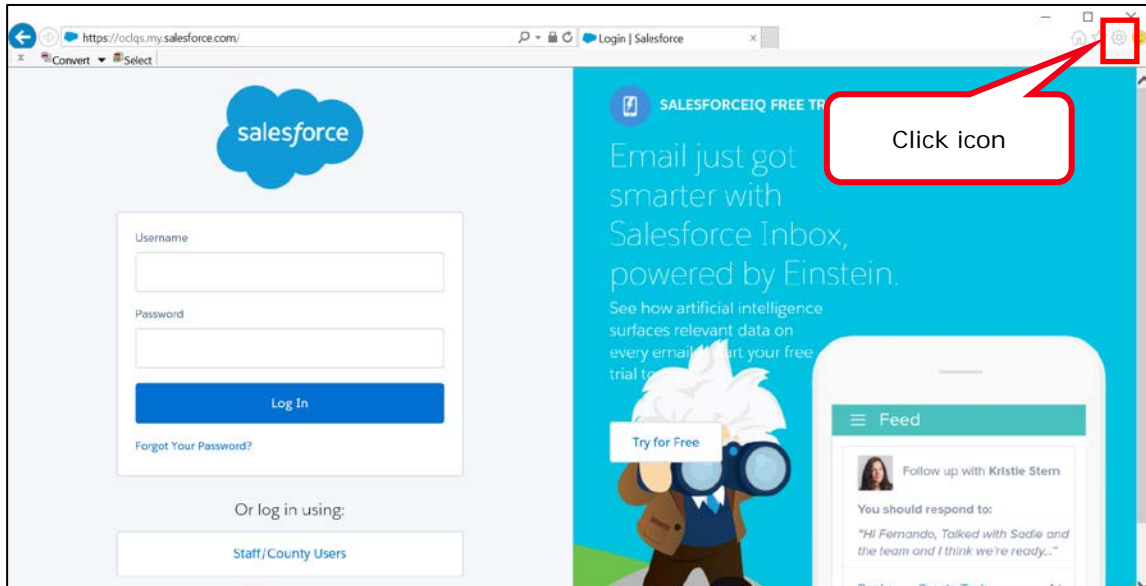 https://oclqs.my.salesforce.com/
Login | Salesforce
x Convert Select
salesforce
Username
Password
Log In
Forgot Your Password?
Or log in using:
Staff/County Users
SALESFORCEIQ FREE
Click icon
Email just got
smarter with
Salesforce Inbox,
powered by Einstein.
See how artificial intelligence
surfaces relevant data on
every email. your free
trial
Try for Free
Feed
Follow up with Kristie Stern
You should respond to:
"Hi Fernando, Talked with Sadie and
the team and I think we're ready..."